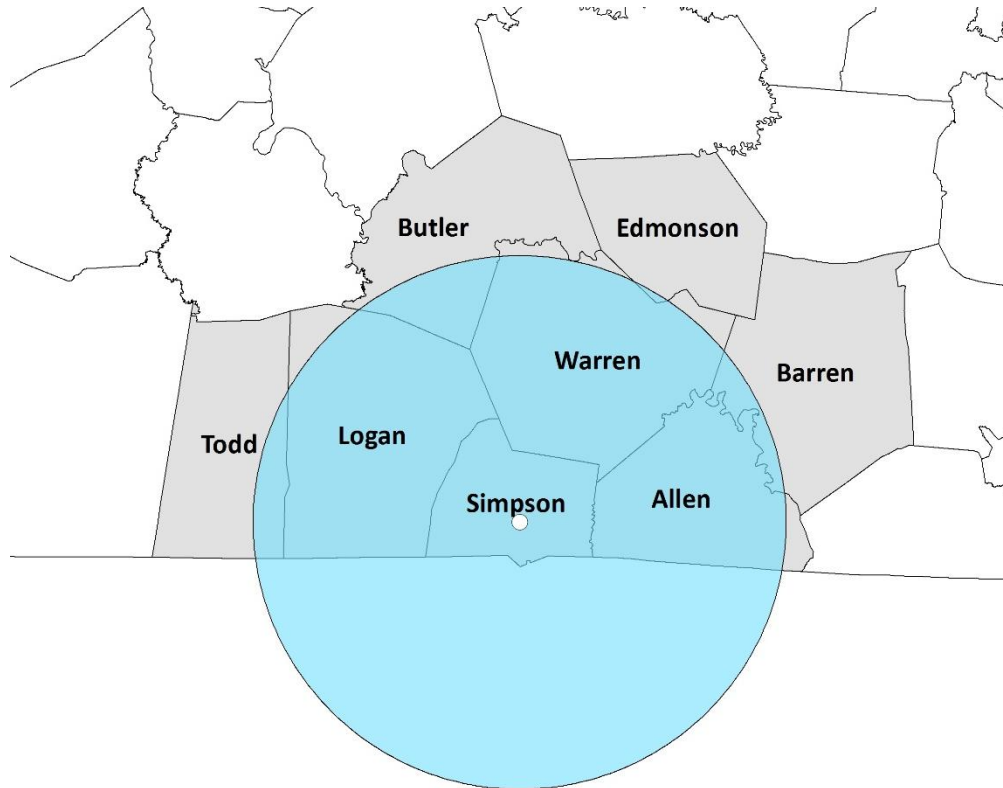 Butler
Edmonson
Warren
Barren
Todd
Logan
Simpson
Allen